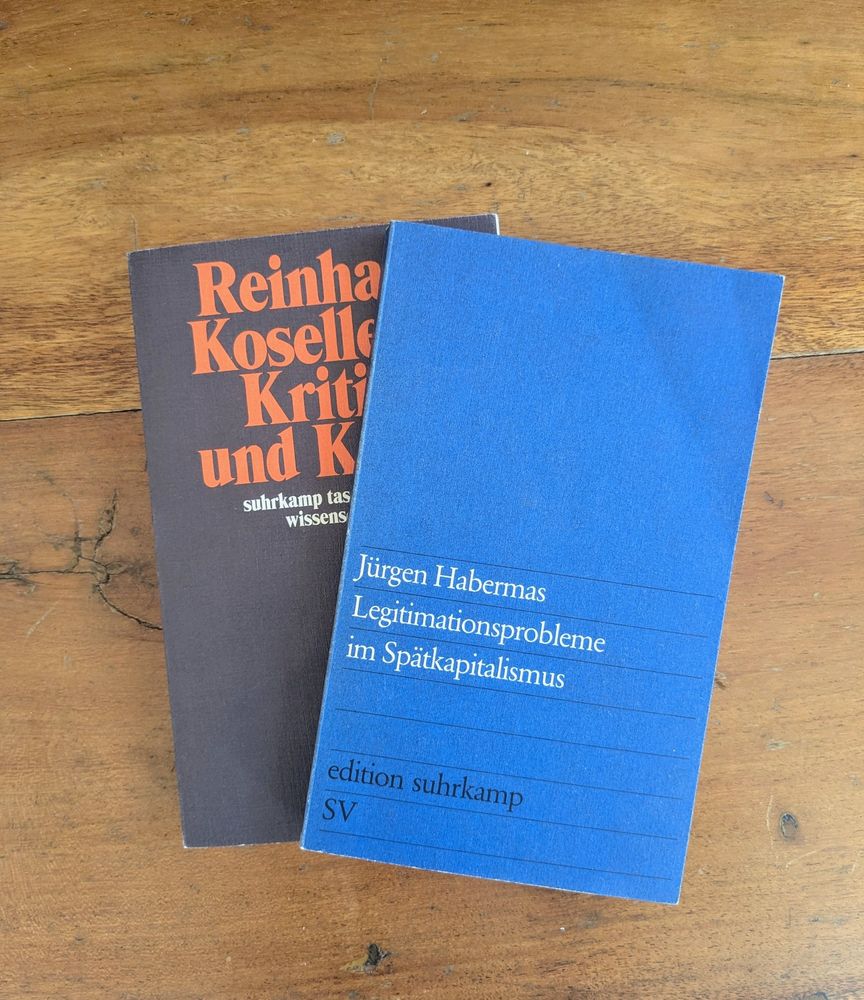 Reinha
Koselle
Kriti
und K
suhrkamp tas
wissens
Jürgen Habermas
Legitimationsprobleme
im Spätkapitalismus
edition suhrkamp
SV